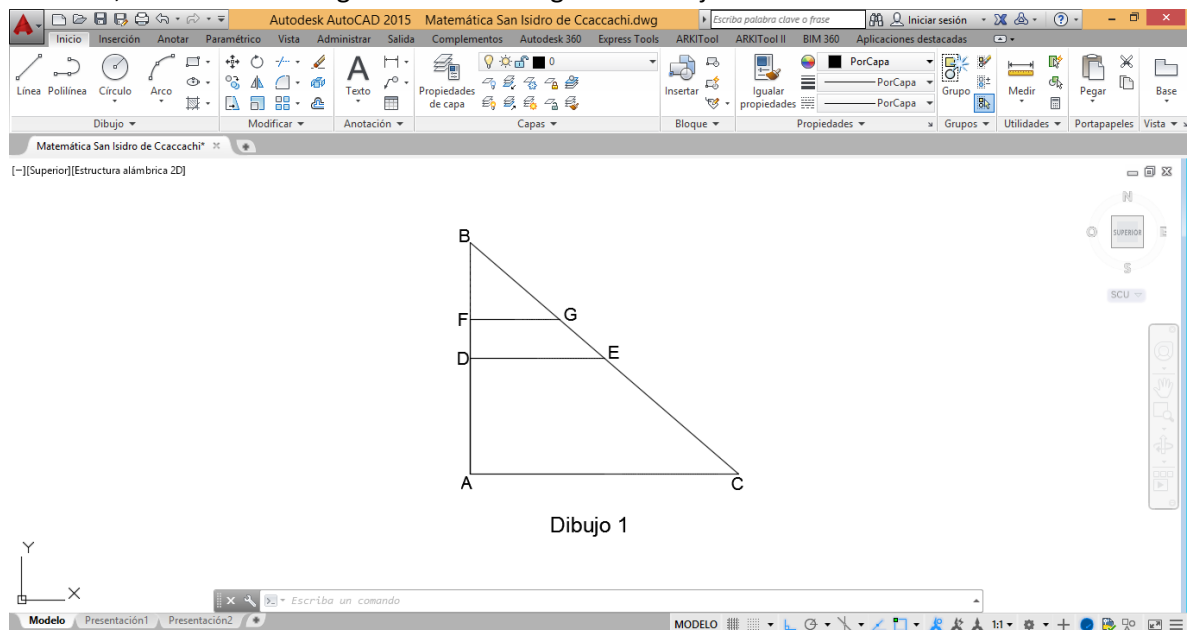 Autodesk AutoCAD 2015 Matemática San Isidro de Ccaccachi.dwg
Escriba palabra clave o frase
Iniciar sesión
Inicio Inserción Anotar Paramétrico Vista Administrar Salida Complementos Autodesk 360 Express Tools ARKITool ARKITool II BIM 360 Aplicaciones destacadas
Línea Polilínea Círculo Arco
Texto
Propiedades de capa
0
Insertar
Igualar propiedades
PorCapa
PorCapa
PorCapa
Grupo
Medir
Pegar
Base
Dibujo Modificar Anotación Capas Bloque Propiedades Grupos Utilidades Portapapeles Vista
Matemática San Isidro de Ccaccachi*
[−][Superior][Estructura alámbrica 2D]
N
O SUPERIOR E
S
SCU
B
F G
D E
A C
Dibujo 1
Y
X
Escriba un comando
Modelo Presentación1 Presentación2
MODELO 1:1